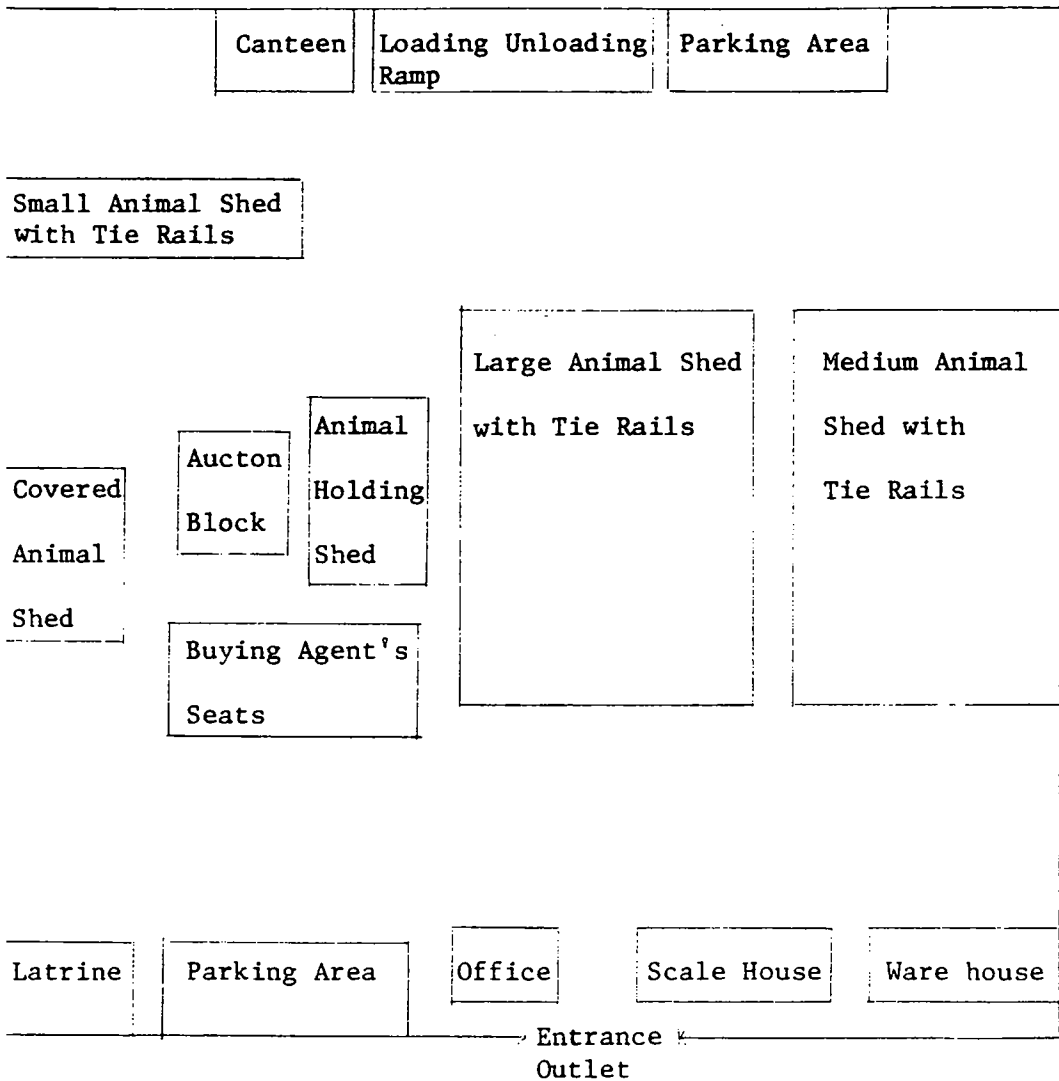 Canteen
Loading Unloading
Ramp
Parking Area
Small Animal Shed
with Tie Rails
Large Animal Shed
with Tie Rails
Medium Animal
Shed with
Tie Rails
Animal
Holding
Shed
Aucton
Block
Covered
Animal
Shed
Buying Agent's
Seats
Latrine
Parking Area
Office
Scale House
Ware house
Entrance
Outlet